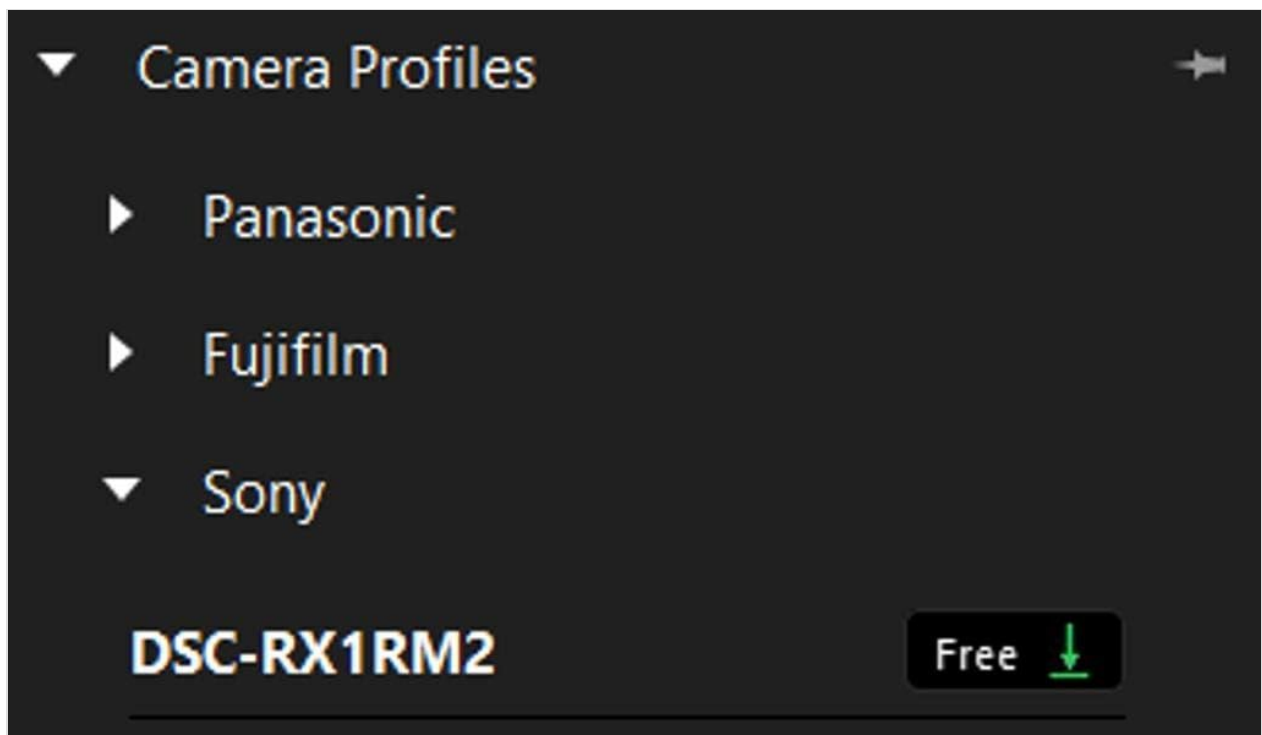 Camera Profiles
Panasonic
Fujifilm
Sony
DSC-RX1RM2
Free